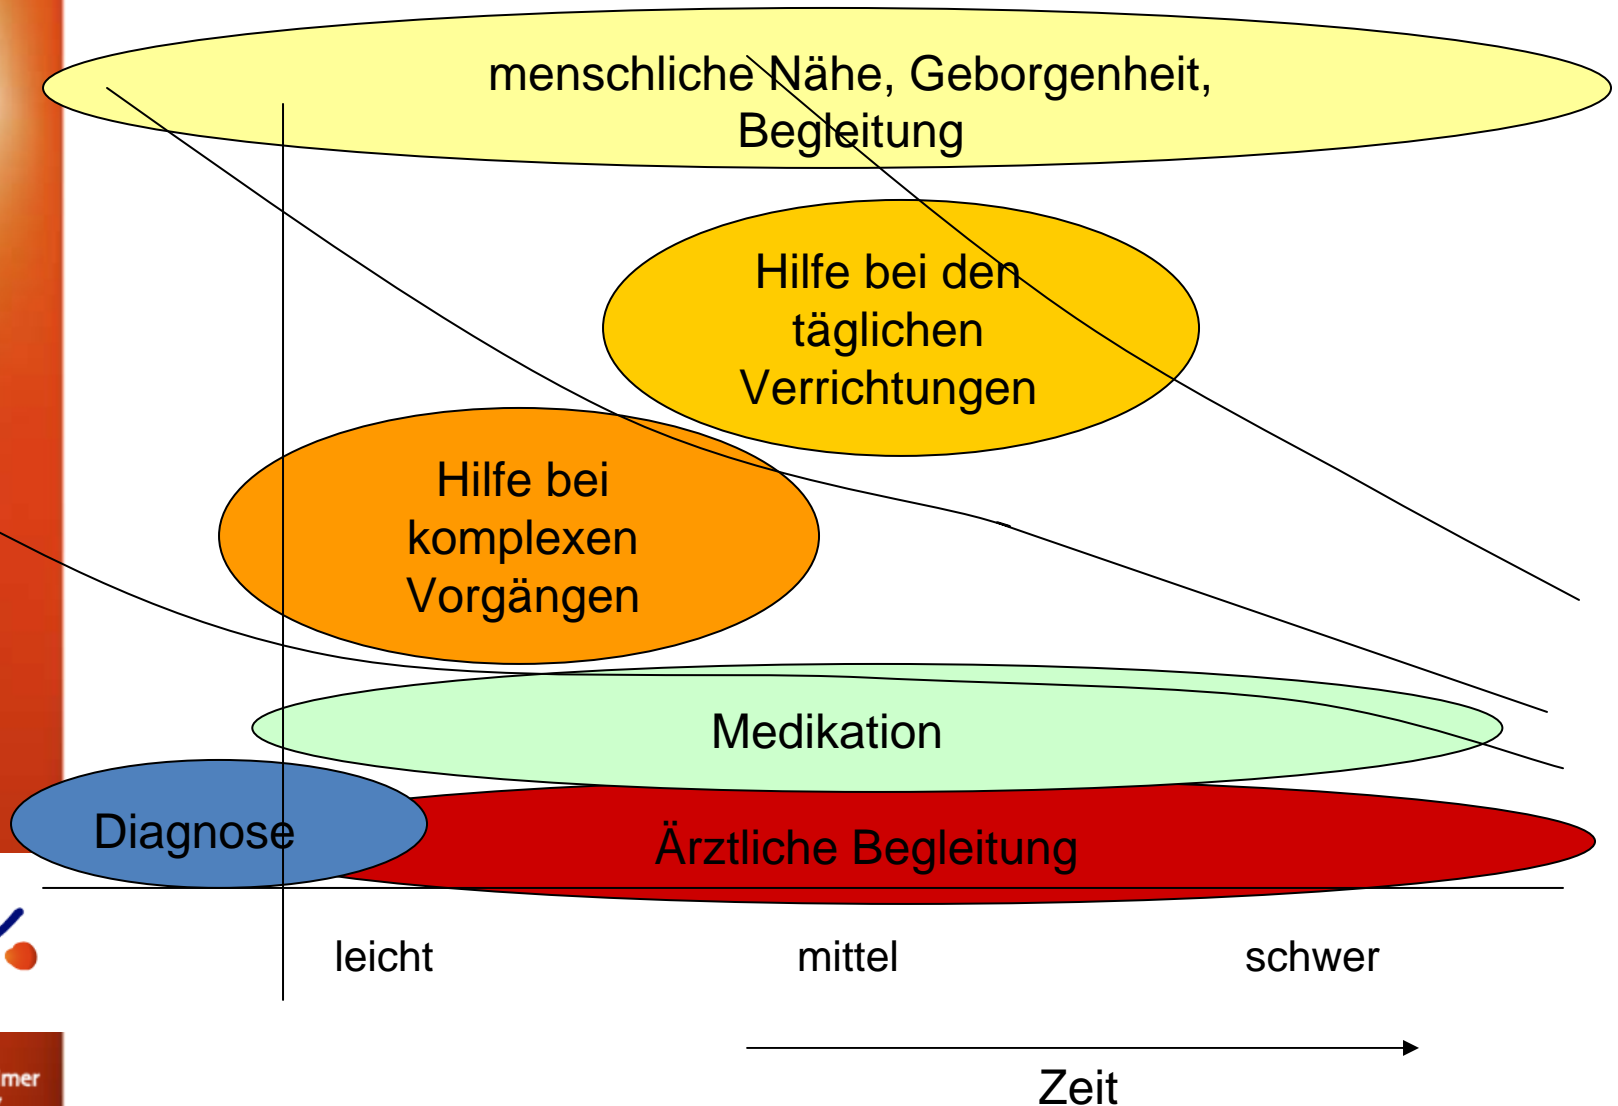 menschliche Nähe, Geborgenheit,
Begleitung
Hilfe bei den
täglichen
Verrichtungen
Hilfe bei
komplexen
Vorgängen
Medikation
Diagnose
Ärztliche Begleitung
leicht mittel schwer
mer
Zeit